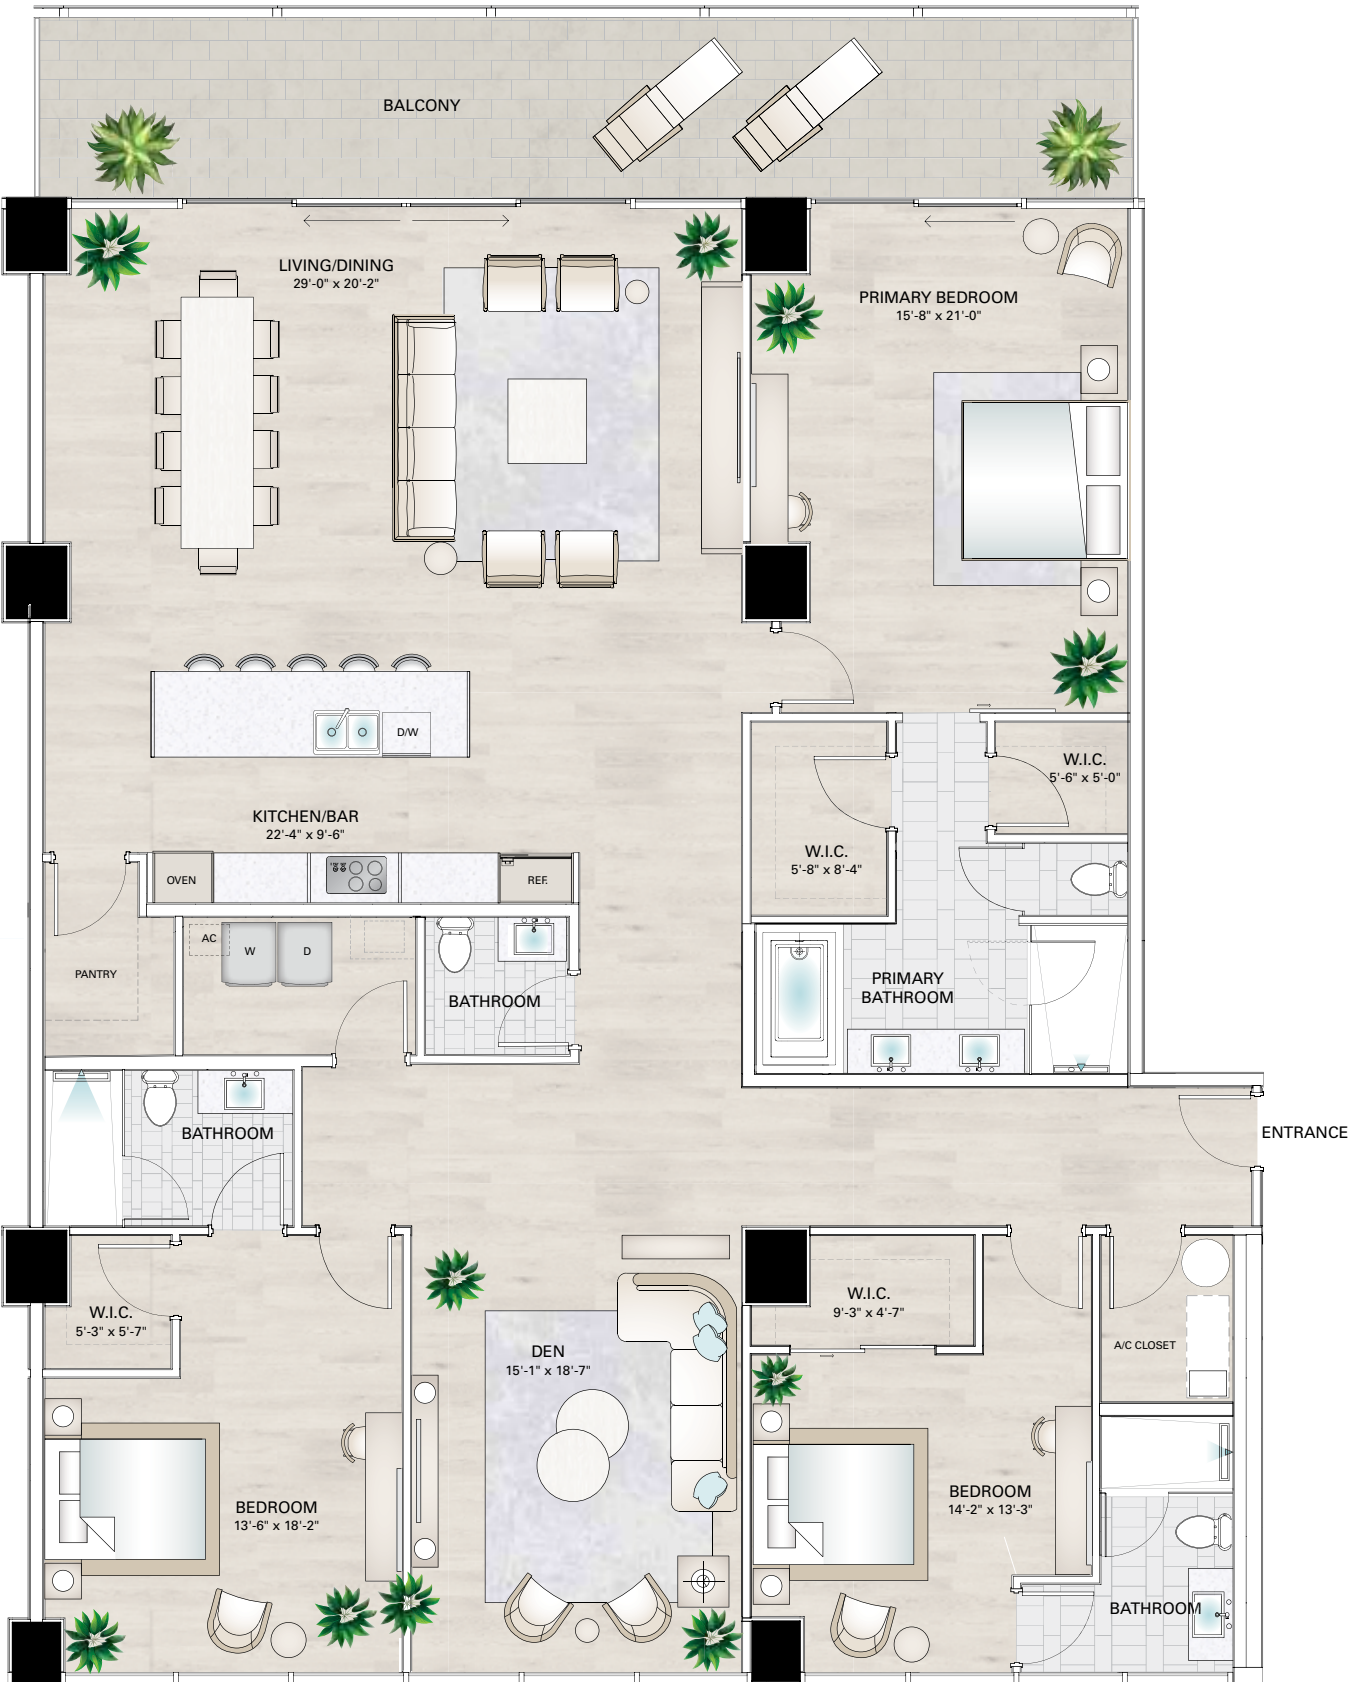 BALCONY
LIVING/DINING
29'-0" x 20'-2"
PRIMARY BEDROOM
15'-8" x 21'-0"
D/W
W.I.C.
5'-6" x 5'-0"
KITCHEN/BAR
22'-4" x 9'-6"
W.I.C.
5'-8" x 8'-4"
OVEN
REF.
AC
W
D
PANTRY
BATHROOM
PRIMARY
BATHROOM
BATHROOM
ENTRANCE
W.I.C.
5'-3" x 5'-7"
W.I.C.
9'-3" x 4'-7"
DEN
15'-1" x 18'-7"
A/C CLOSET
BEDROOM
13'-6" x 18'-2"
BEDROOM
14'-2" x 13'-3"
BATHROOM